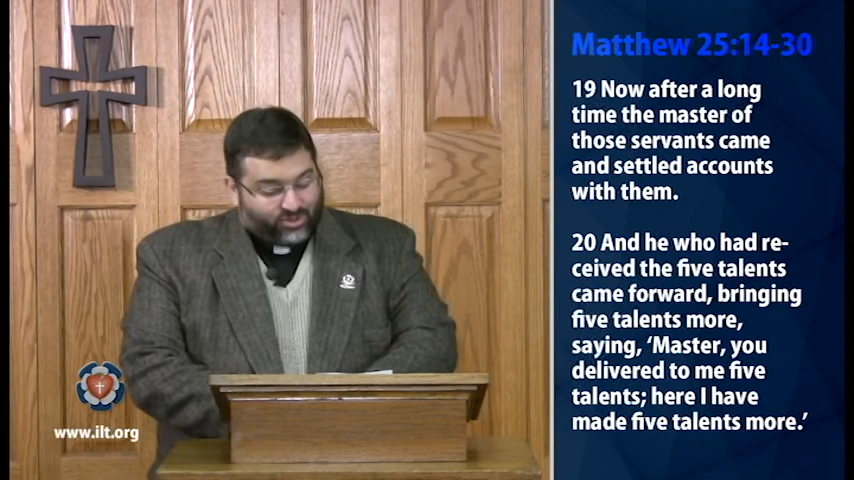 Matthew 25:14-30
19 Now after a long
time the master of
those servants came
and settled accounts
with them.
20 And he who had re-
ceived the five talents
came forward, bringing
five talents more,
saying, ‘Master, you
delivered to me five
talents; here I have
made five talents more.’
www.ilt.org